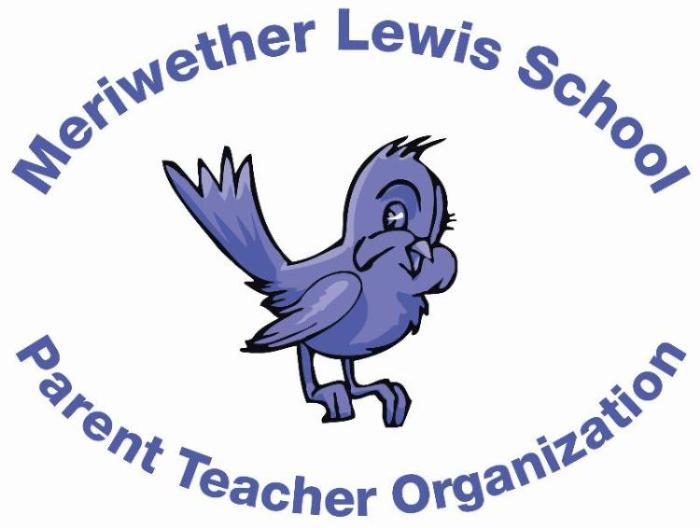 Meriwether Lewis School
Parent Teacher Organization